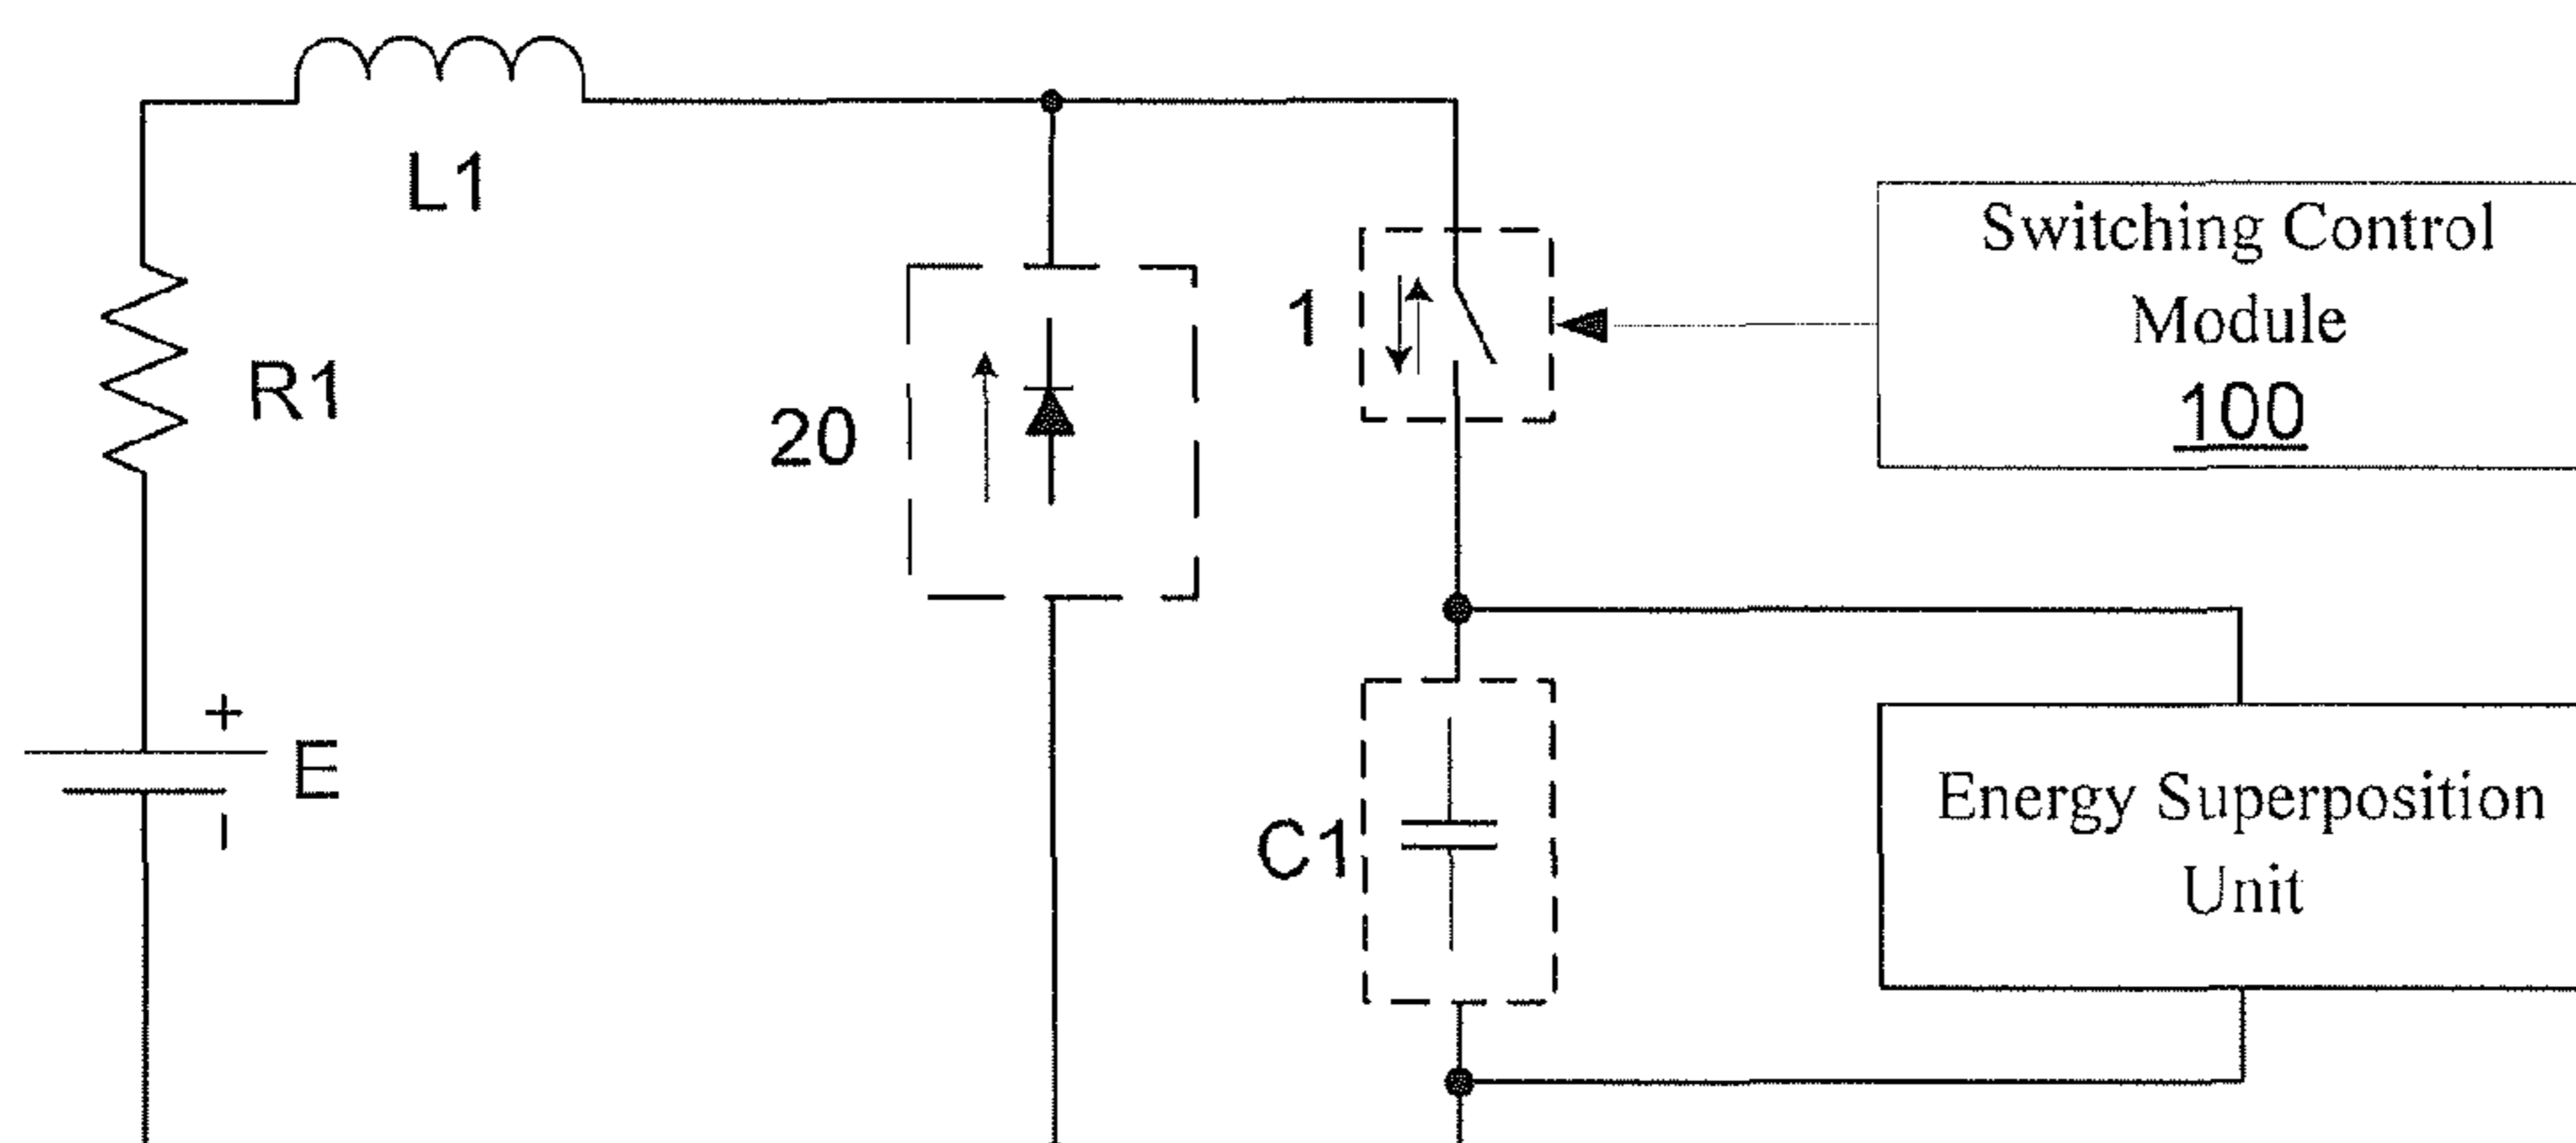 L1
R1
20
1
Switching Control
Module
100
+
E
-
C1
Energy Superposition
Unit